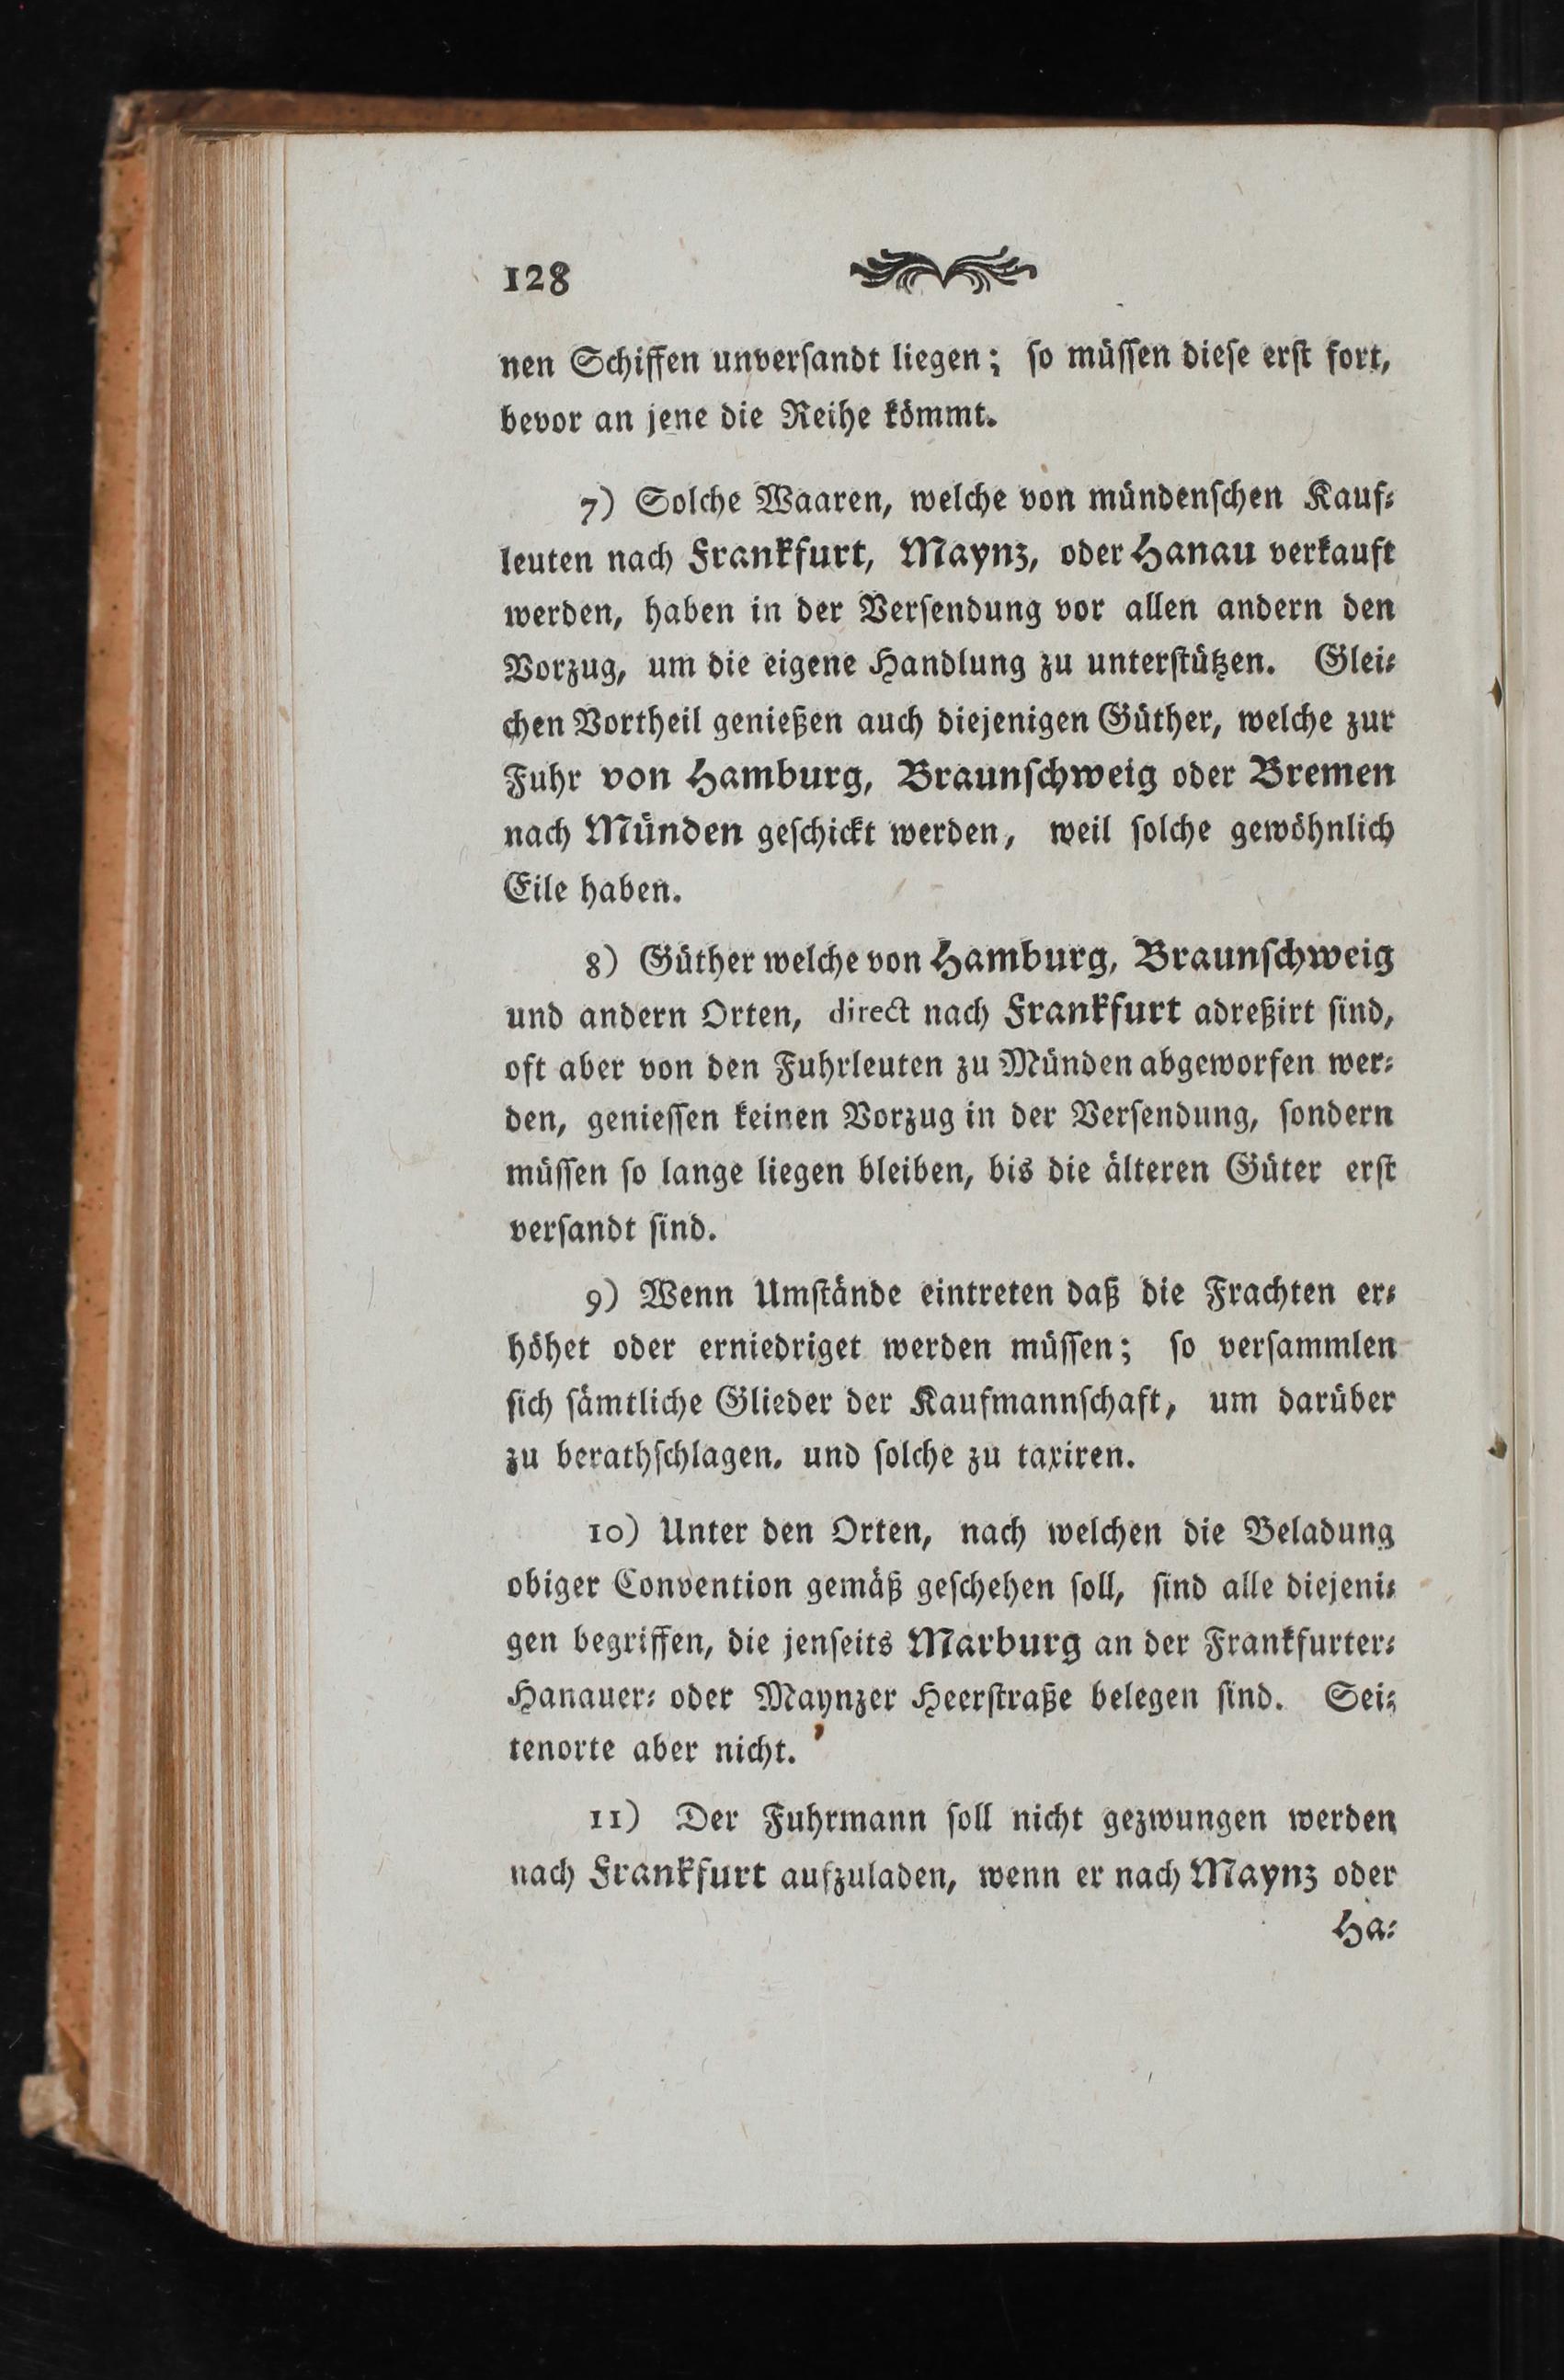 128
nen Schiffen unverſandt liegen; ſo müſſen dieſe erſt fort,
bevor an jene die Reihe kömmt.
7) Solche Waaren, welche von mündenſchen Kauf⸗
leuten nach Frankfurt, Maynz, oder Hanau verkauft
werden, haben in der Verſendung vor allen andern den
Vorzug, um die eigene Handlung zu unterſtützen. Glei⸗
chen Vortheil genießen auch diejenigen Güther, welche zur
Fuhr von Hamburg, Braunſchweig oder Bremen
nach Münden geſchickt werden, weil ſolche gewöhnlich
Eile haben.
8) Güther welche von Hamburg, Braunſchweig
und andern Orten, direct nach Frankfurt adreßirt ſind,
oft aber von den Fuhrleuten zu Münden abgeworfen wer⸗
den, genieſſen keinen Vorzug in der Verſendung, ſondern
müſſen ſo lange liegen bleiben, bis die älteren Güter erſt
verſandt ſind.
9) Wenn Umſtände eintreten daß die Frachten er⸗
höhet oder erniedriget werden müſſen; ſo verſammlen
ſich ſämtliche Glieder der Kaufmannſchaft, um darüber
zu berathſchlagen. und ſolche zu taxiren.
10) Unter den Orten, nach welchen die Beladung
obiger Convention gemäß geſchehen ſoll, ſind alle diejeni⸗
gen begriffen, die jenſeits Marburg an der Frankfurter⸗
Hanauer⸗ oder Maynzer Heerſtraße belegen ſind. Sei⸗
tenorte aber nicht.
11) Der Fuhrmann ſoll nicht gezwungen werden
nach Frankfurt aufzuladen, wenn er nach Maynz oder
Ha⸗